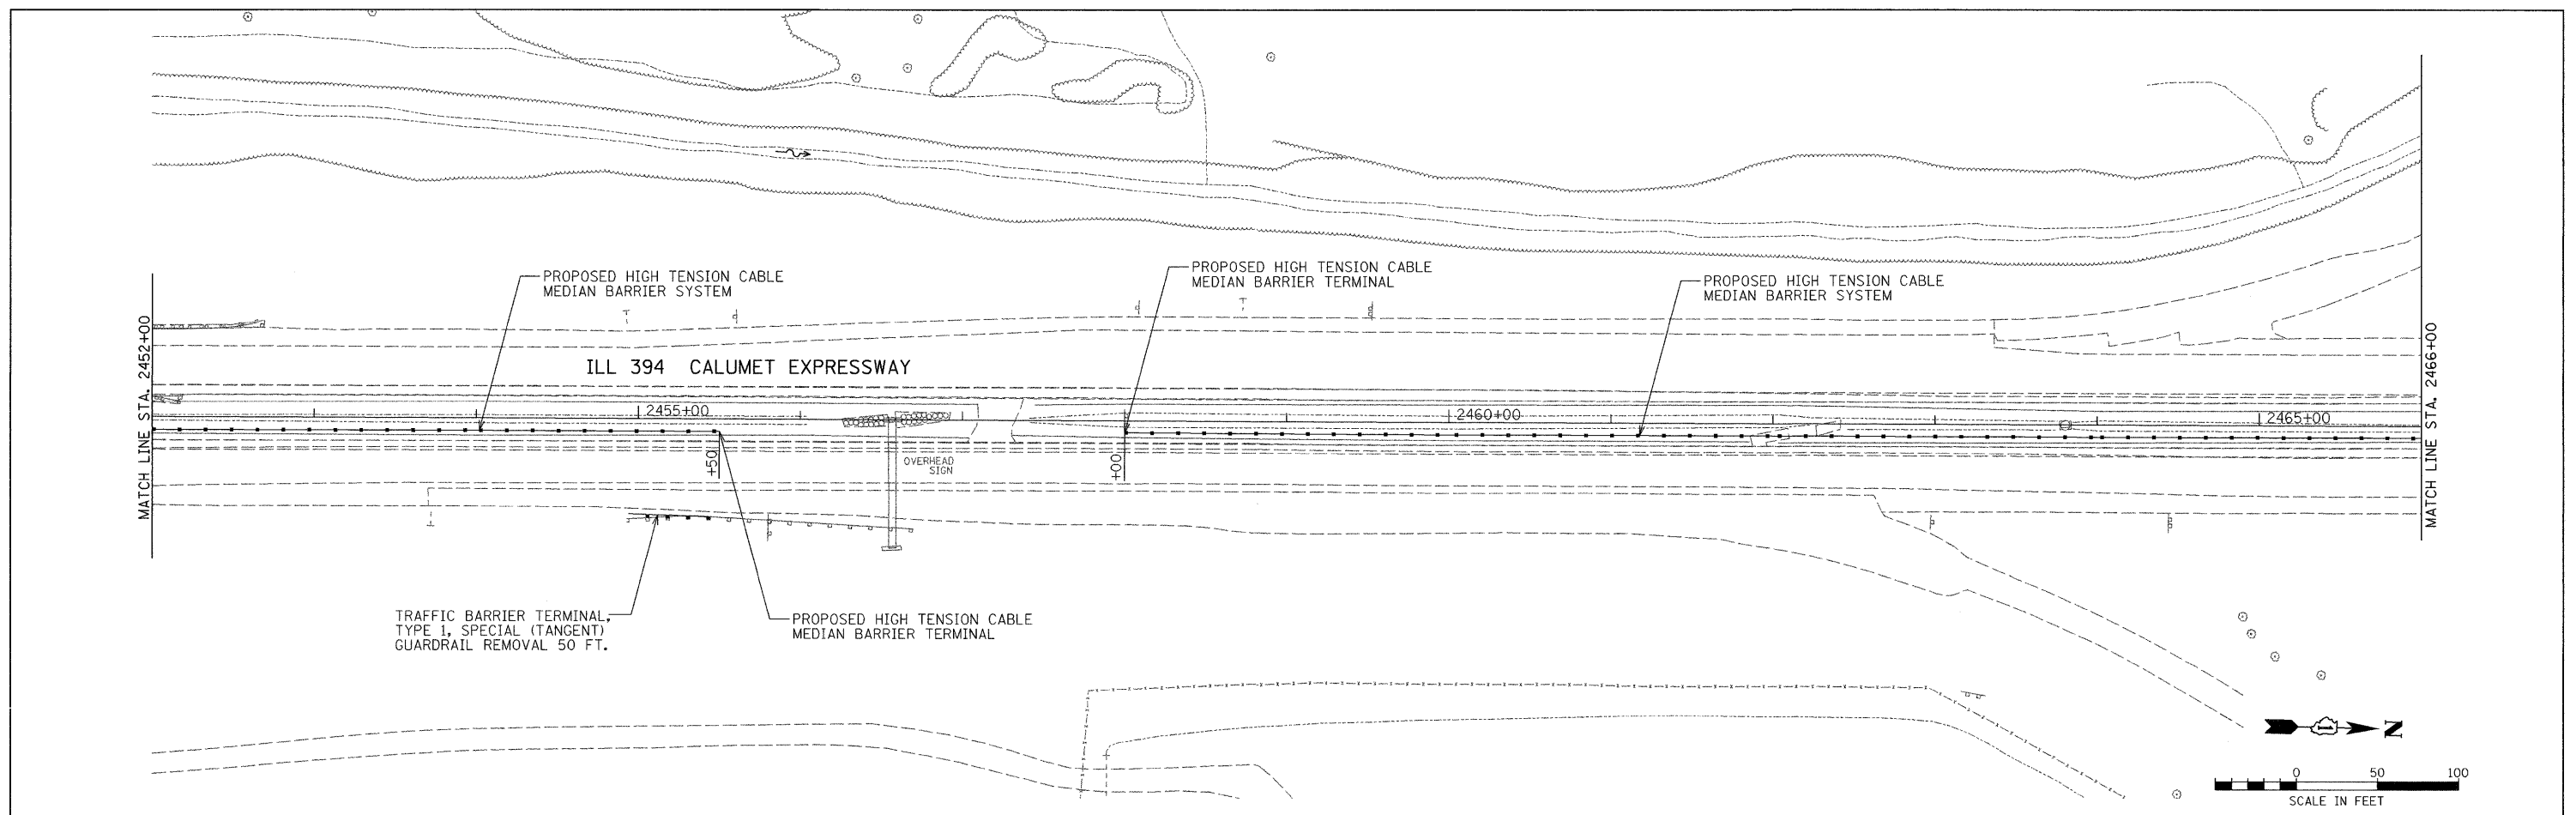 PROPOSED HIGH TENSION CABLE
MEDIAN BARRIER SYSTEM
PROPOSED HIGH TENSION CABLE
MEDIAN BARRIER TERMINAL
PROPOSED HIGH TENSION CABLE
MEDIAN BARRIER SYSTEM
MATCH LINE STA. 2452+00
ILL 394 CALUMET EXPRESSWAY
MATCH LINE STA. 2466+00
2455+00
2460+00
2465+00
+50
OVERHEAD
SIGN
+00
TRAFFIC BARRIER TERMINAL,
TYPE 1, SPECIAL (TANGENT)
GUARDRAIL REMOVAL 50 FT.
PROPOSED HIGH TENSION CABLE
MEDIAN BARRIER TERMINAL
N
0 50 100
SCALE IN FEET